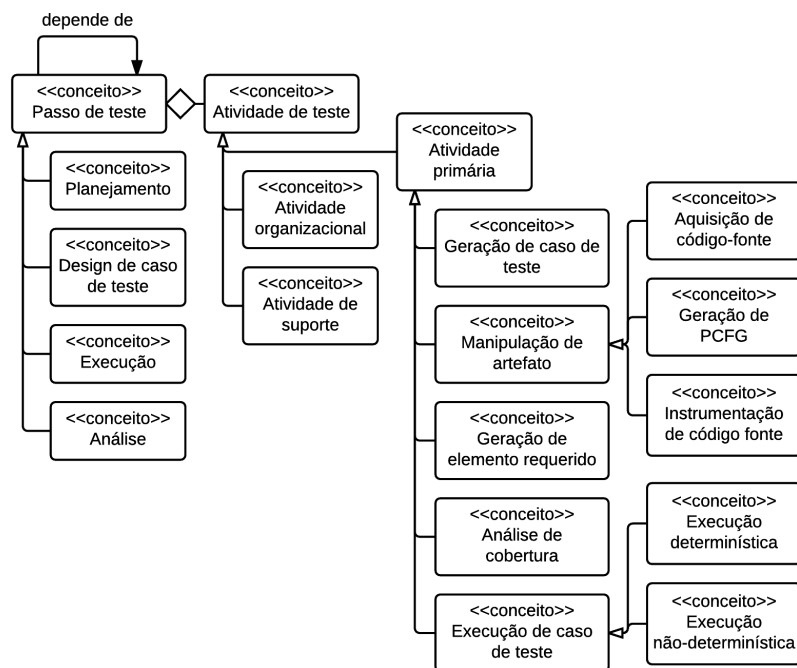 depende de
<<conceito>>
Passo de teste
<<conceito>>
Atividade de teste
<<conceito>>
Planejamento
<<conceito>>
Design de caso
de teste
<<conceito>>
Execução
<<conceito>>
Análise
<<conceito>>
Atividade
organizacional
<<conceito>>
Atividade de
suporte
<<conceito>>
Atividade
primária
<<conceito>>
Geração de caso de
teste
<<conceito>>
Manipulação de
artefato
<<conceito>>
Geração de
elemento requerido
<<conceito>>
Análise de
cobertura
<<conceito>>
Execução de caso
de teste
<<conceito>>
Aquisição de
código-fonte
<<conceito>>
Geração de
PCFG
<<conceito>>
Instrumentação
de código fonte
<<conceito>>
Execução
determinística
<<conceito>>
Execução
não-determinística